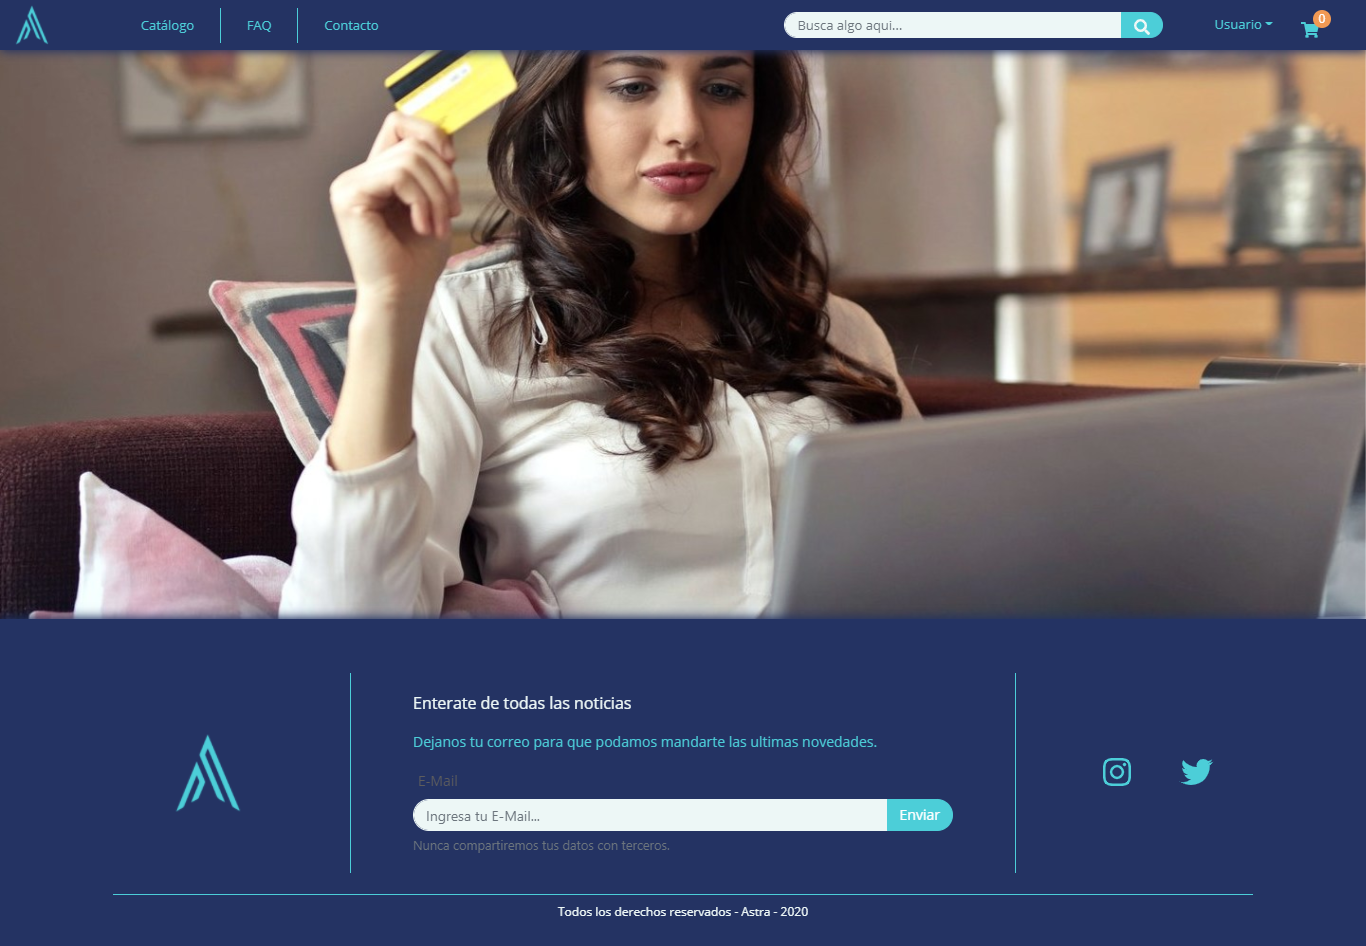 Catálogo
FAQ
Contacto
Busca algo aqui...
Usuario
0
Enterate de todas las noticias
Dejanos tu correo para que podamos mandarte las ultimas novedades.
E-Mail
Ingresa tu E-Mail...
Enviar
Nunca compartiremos tus datos con terceros.
Todos los derechos reservados - Astra - 2020